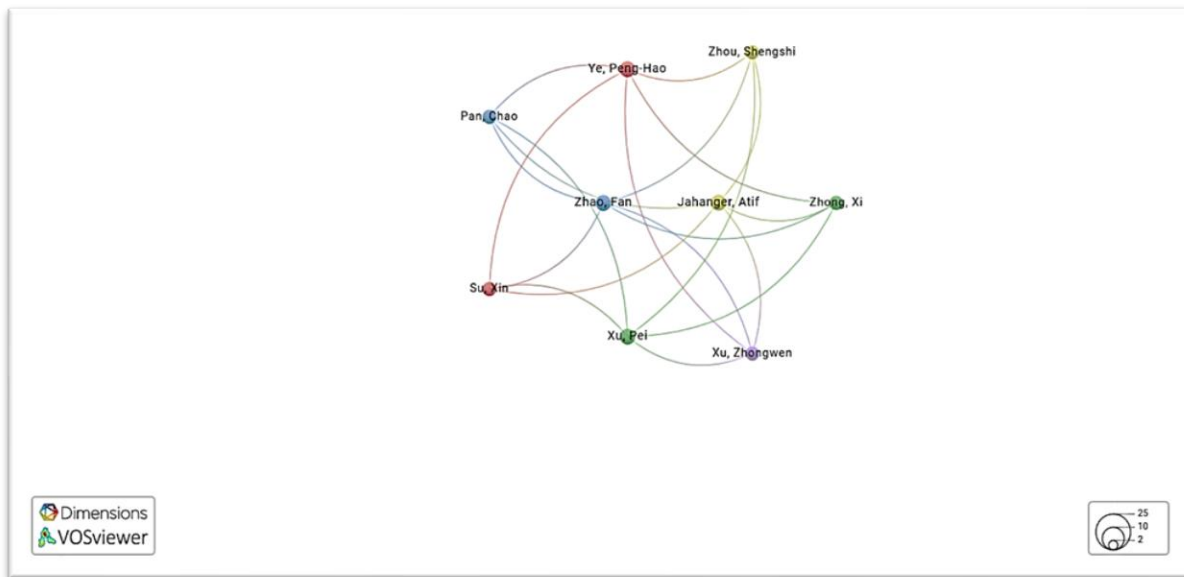 Zhou, Shengshi
Ye, Peng-Hao
Pan, Chao
Zhao, Fan
Jahanger, Atif
Zhong, Xi
Su, Xin
Xu, Pei
Xu, Zhongwen
Dimensions
VOSviewer
25
10
2